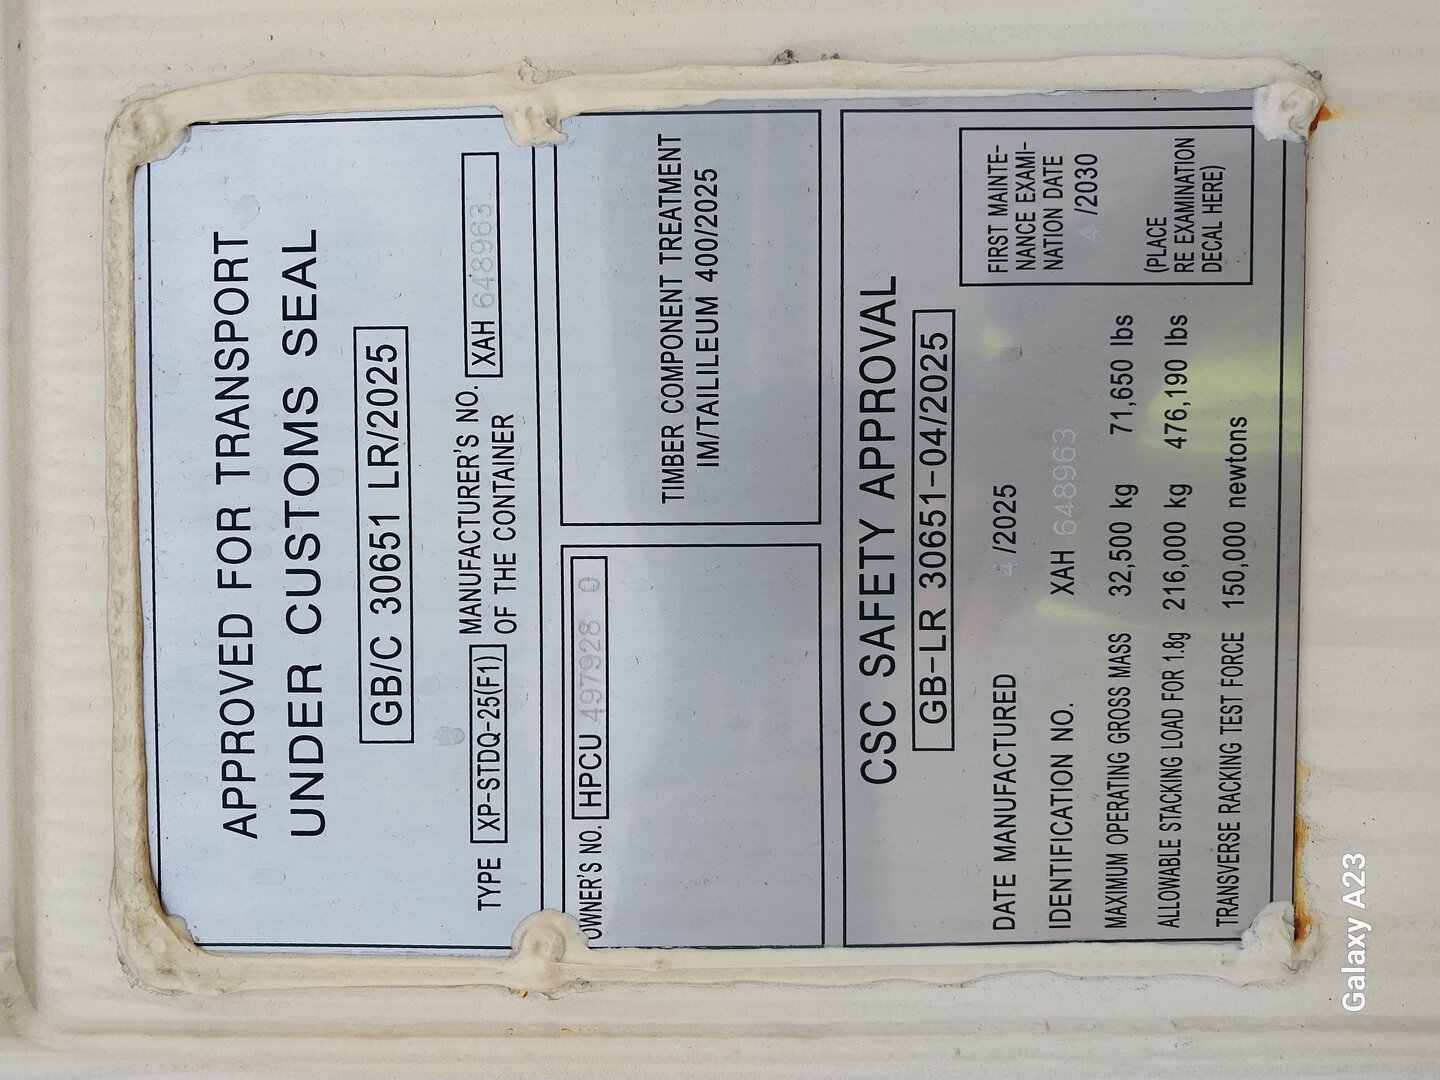 APPROVED FOR TRANSPORT
UNDER CUSTOMS SEAL
GB/C 30651 LR/2025
TYPE XP-STDQ-25(F1) MANUFACTURER'S NO. XAH 648963
OF THE CONTAINER
OWNER'S NO. HPCU 497928 0
TIMBER COMPONENT TREATMENT
IM/TAILILEUM 400/2025
CSC SAFETY APPROVAL
GB-LR 30651-04/2025
DATE MANUFACTURED 4 /2025
IDENTIFICATION NO. XAH 648963
MAXIMUM OPERATING GROSS MASS 32,500 kg 71,650 lbs
ALLOWABLE STACKING LOAD FOR 1.8g 216,000 kg 476,190 lbs
TRANSVERSE RACKING TEST FORCE 150,000 newtons
FIRST MAINTE-
NANCE EXAMI-
NATION DATE
4 /2030
(PLACE
RE EXAMINATION
DECAL HERE)
Galaxy A23